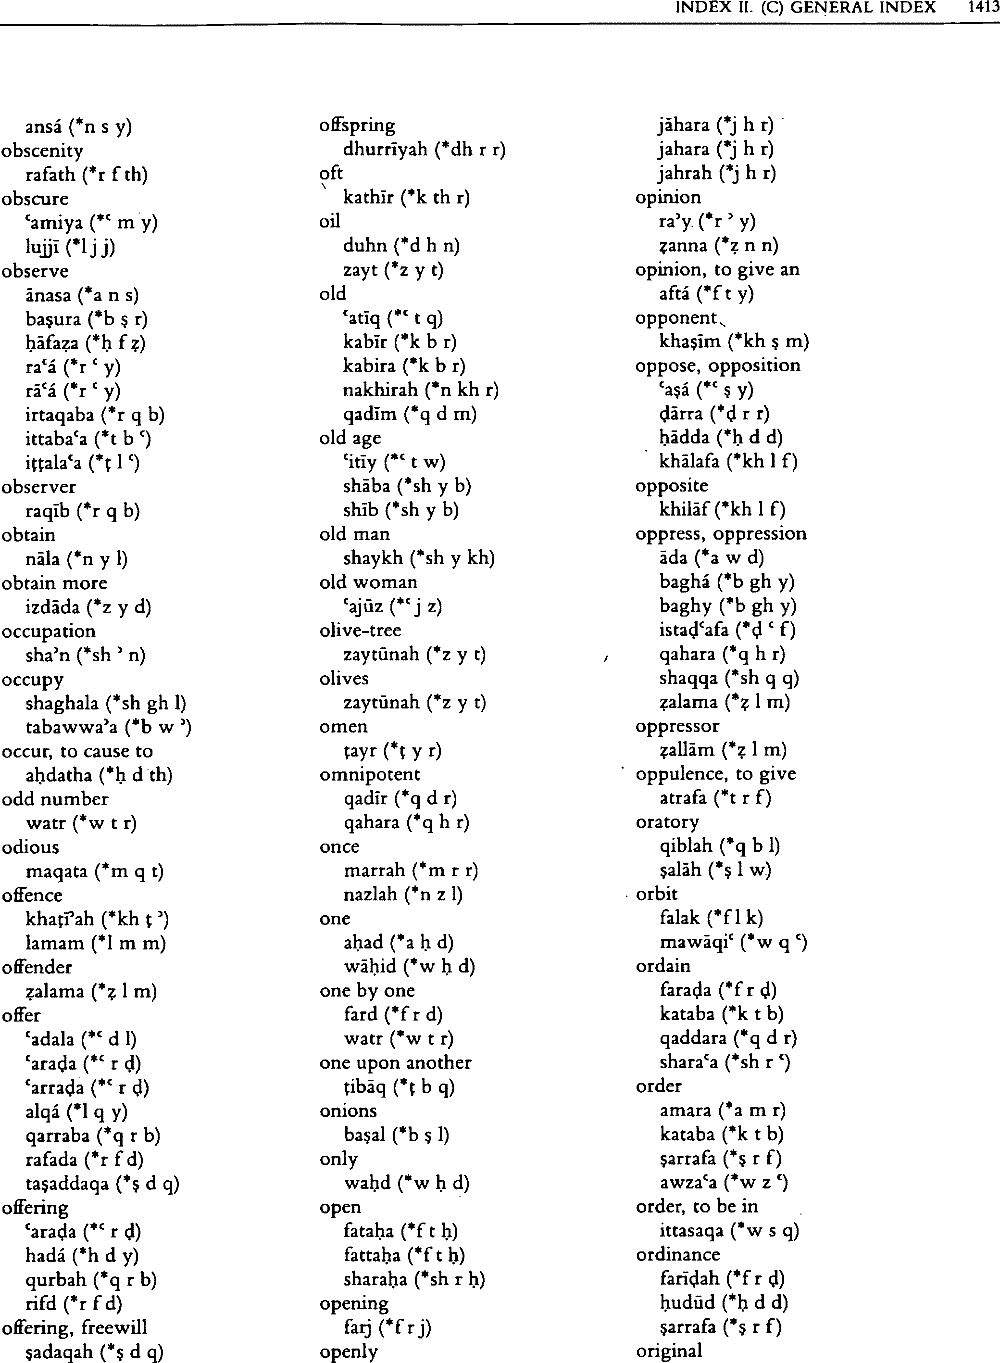 INDEX II. (C) GENERAL INDEX 1413
ansá (*n s y)
obscenity
rafath (*r f th)
obscure
ʿamiya (*ʿ m y)
lujjī (*l j j)
observe
ānasa (*a n s)
baṣura (*b ṣ r)
ḥāfaẓa (*ḥ f ẓ)
raʿá (*r ʿ y)
rāʿá (*r ʿ y)
irtaqaba (*r q b)
ittabaʿa (*t b ʿ)
iṭṭalaʿa (*ṭ l ʿ)
observer
raqīb (*r q b)
obtain
nāla (*n y l)
obtain more
izdāda (*z y d)
occupation
shaʾn (*sh ʾ n)
occupy
shaghala (*sh gh l)
tabawwaʾa (*b w ʾ)
occur, to cause to
aḥdatha (*ḥ d th)
odd number
watr (*w t r)
odious
maqata (*m q t)
offence
khaṭīʾah (*kh ṭ ʾ)
lamam (*l m m)
offender
ẓalama (*ẓ l m)
offer
ʿadala (*ʿ d l)
ʿaraḍa (*ʿ r ḍ)
ʿarraḍa (*ʿ r ḍ)
alqá (*l q y)
qarraba (*q r b)
rafada (*r f d)
taṣaddaqa (*ṣ d q)
offering
ʿaraḍa (*ʿ r ḍ)
hadá (*h d y)
qurbah (*q r b)
rifd (*r f d)
offering, freewill
ṣadaqah (*ṣ d q)
offspring
dhurrīyah (*dh r r)
oft
kathīr (*k th r)
oil
duhn (*d h n)
zayt (*z y t)
old
ʿatīq (*ʿ t q)
kabīr (*k b r)
kabira (*k b r)
nakhirah (*n kh r)
qadīm (*q d m)
old age
ʿitīy (*ʿ t w)
shāba (*sh y b)
shīb (*sh y b)
old man
shaykh (*sh y kh)
old woman
ʿajūz (*ʿ j z)
olive-tree
zaytūnah (*z y t)
olives
zaytūnah (*z y t)
omen
ṭayr (*ṭ y r)
omnipotent
qadīr (*q d r)
qahara (*q h r)
once
marrah (*m r r)
nazlah (*n z l)
one
aḥad (*a ḥ d)
wāḥid (*w ḥ d)
one by one
fard (*f r d)
watr (*w t r)
one upon another
ṭibāq (*ṭ b q)
onions
baṣal (*b ṣ l)
only
waḥd (*w ḥ d)
open
fataḥa (*f t ḥ)
fattaḥa (*f t ḥ)
sharaḥa (*sh r ḥ)
opening
farj (*f r j)
openly
jāhara (*j h r)
jahara (*j h r)
jahrah (*j h r)
opinion
raʾy (*r ʾ y)
ẓanna (*ẓ n n)
opinion, to give an
aftá (*f t y)
opponent
khaṣīm (*kh ṣ m)
oppose, opposition
ʿaṣá (*ʿ ṣ y)
ḍārra (*ḍ r r)
ḥādda (*ḥ d d)
khālafa (*kh l f)
opposite
khilāf (*kh l f)
oppress, oppression
āda (*a w d)
baghá (*b gh y)
baghy (*b gh y)
istaḍʿafa (*ḍ ʿ f)
qahara (*q h r)
shaqqa (*sh q q)
ẓalama (*ẓ l m)
oppressor
ẓallām (*ẓ l m)
oppulence, to give
atrafa (*t r f)
oratory
qiblah (*q b l)
ṣalāh (*ṣ l w)
orbit
falak (*f l k)
mawāqiʿ (*w q ʿ)
ordain
faraḍa (*f r ḍ)
kataba (*k t b)
qaddara (*q d r)
sharaʿa (*sh r ʿ)
order
amara (*a m r)
kataba (*k t b)
ṣarrafa (*ṣ r f)
awzaʿa (*w z ʿ)
order, to be in
ittasaqa (*w s q)
ordinance
farīḍah (*f r ḍ)
ḥudūd (*ḥ d d)
ṣarrafa (*ṣ r f)
original